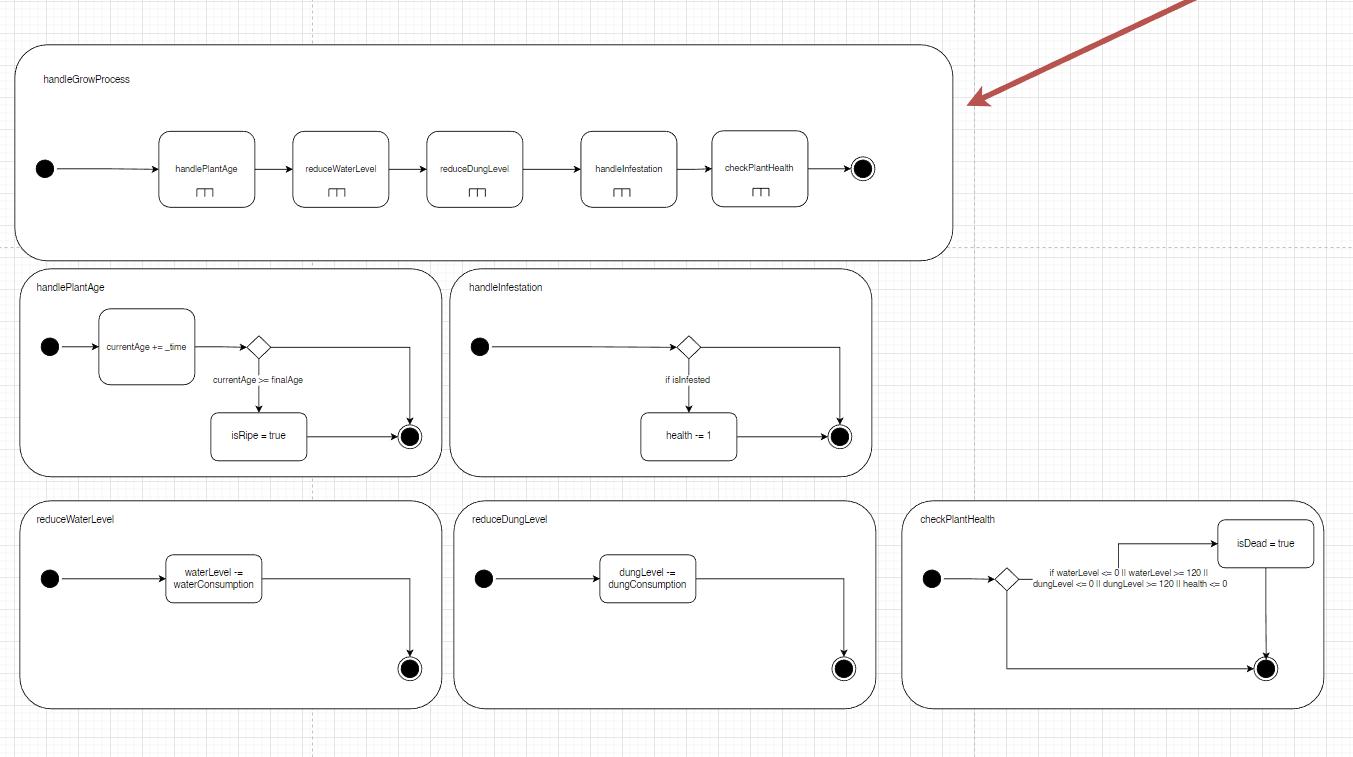 handleGrowProcess
handlePlantAge
reduceWaterLevel
reduceDungLevel
handleInfestation
checkPlantHealth
handlePlantAge
currentAge += _time
currentAge >= finalAge
isRipe = true
handleInfestation
if isInfested
health -= 1
reduceWaterLevel
waterLevel -=
waterConsumption
reduceDungLevel
dungLevel -=
dungConsumption
checkPlantHealth
isDead = true
if waterLevel <= 0 || waterLevel >= 120 ||
dungLevel <= 0 || dungLevel >= 120 || health <= 0